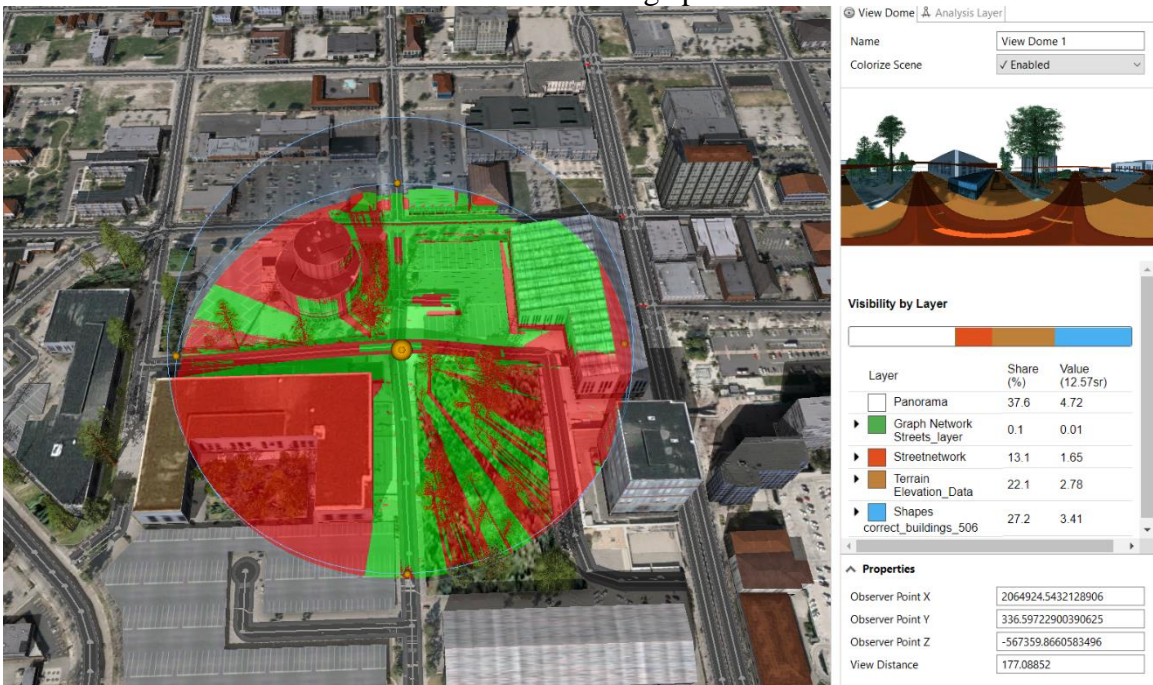 View Dome Analysis Layer
Name View Dome 1
Colorize Scene ✓ Enabled
Visibility by Layer
Layer Share (%) Value (12.57sr)
Panorama 37.6 4.72
Graph Network Streets_layer 0.1 0.01
Streetnetwork 13.1 1.65
Terrain Elevation_Data 22.1 2.78
Shapes correct_buildings_506 27.2 3.41
Properties
Observer Point X 2064924.5432128906
Observer Point Y 336.59722900390625
Observer Point Z -567359.8660583496
View Distance 177.08852